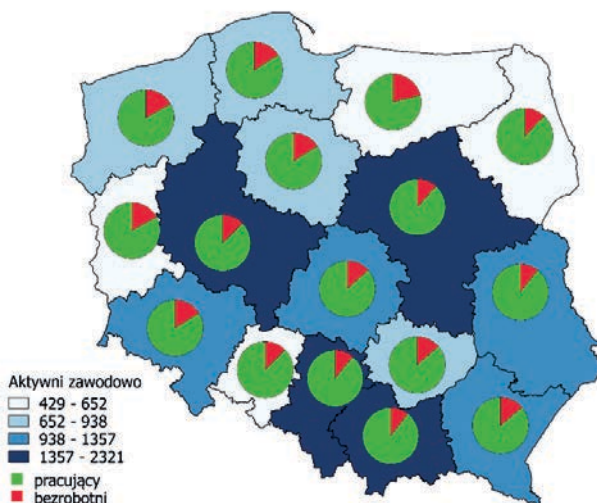 Aktywni zawodowo
429 - 652
652 - 938
938 - 1357
1357 - 2321
pracujący
bezrobotni